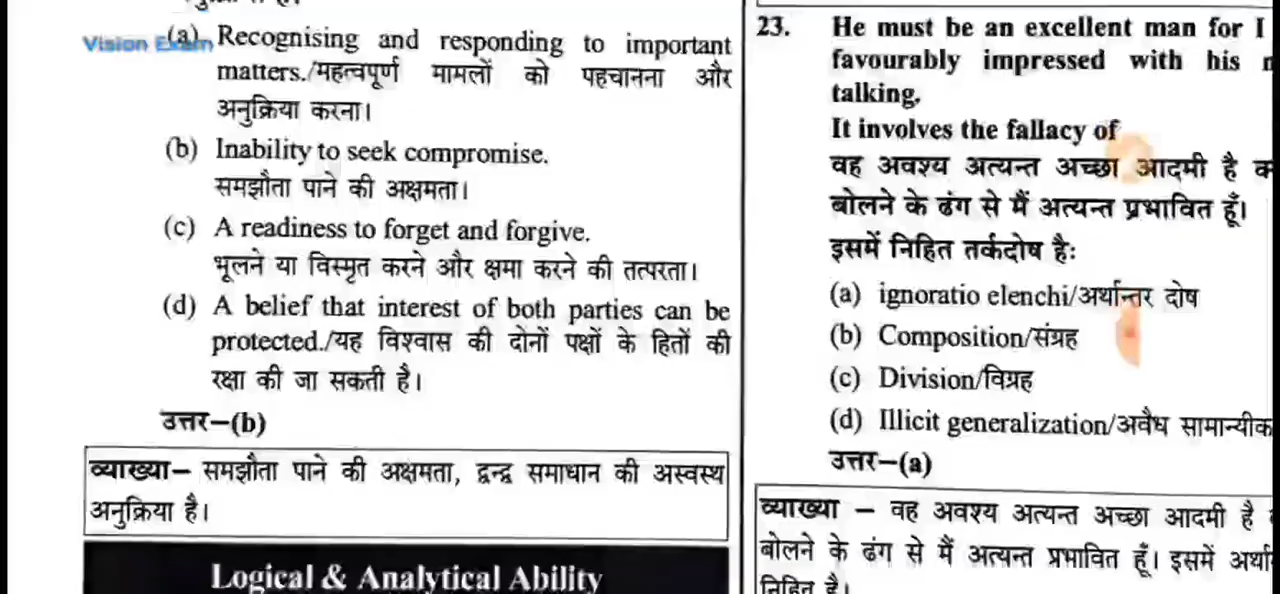 (a) Recognising and responding to important
Vision Exam
matters./महत्वपूर्ण मामलों को पहचानना और
अनुक्रिया करना।
(b) Inability to seek compromise.
समझौता पाने की अक्षमता।
(c) A readiness to forget and forgive.
भूलने या विस्मृत करने और क्षमा करने की तत्परता।
(d) A belief that interest of both parties can be
protected./यह विश्वास की दोनों पक्षों के हितों की
रक्षा की जा सकती है।
उत्तर–(b)
व्याख्या– समझौता पाने की अक्षमता, द्वन्द्व समाधान की अस्वस्थ
अनुक्रिया है।
Logical & Analytical Ability
23. He must be an excellent man for I
favourably impressed with his
talking.
It involves the fallacy of
वह अवश्य अत्यन्त अच्छा आदमी है
बोलने के ढंग से मैं अत्यन्त प्रभावित हूँ।
इसमें निहित तर्कदोष हैः
(a) ignoratio elenchi/अर्थान्तर दोष
(b) Composition/संग्रह
(c) Division/विग्रह
(d) Illicit generalization/अवैध सामान्यीक
उत्तर–(a)
व्याख्या – वह अवश्य अत्यन्त अच्छा आदमी है
बोलने के ढंग से मैं अत्यन्त प्रभावित हूँ। इसमें अर्था
निहित है।